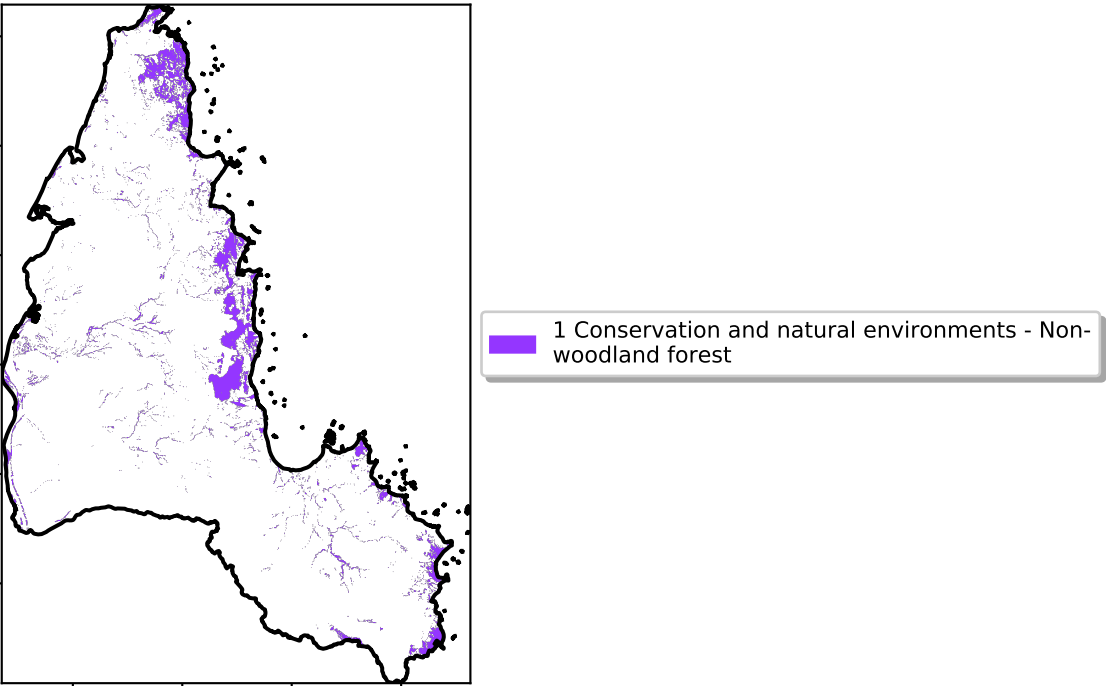 1 Conservation and natural environments - Non-
woodland forest